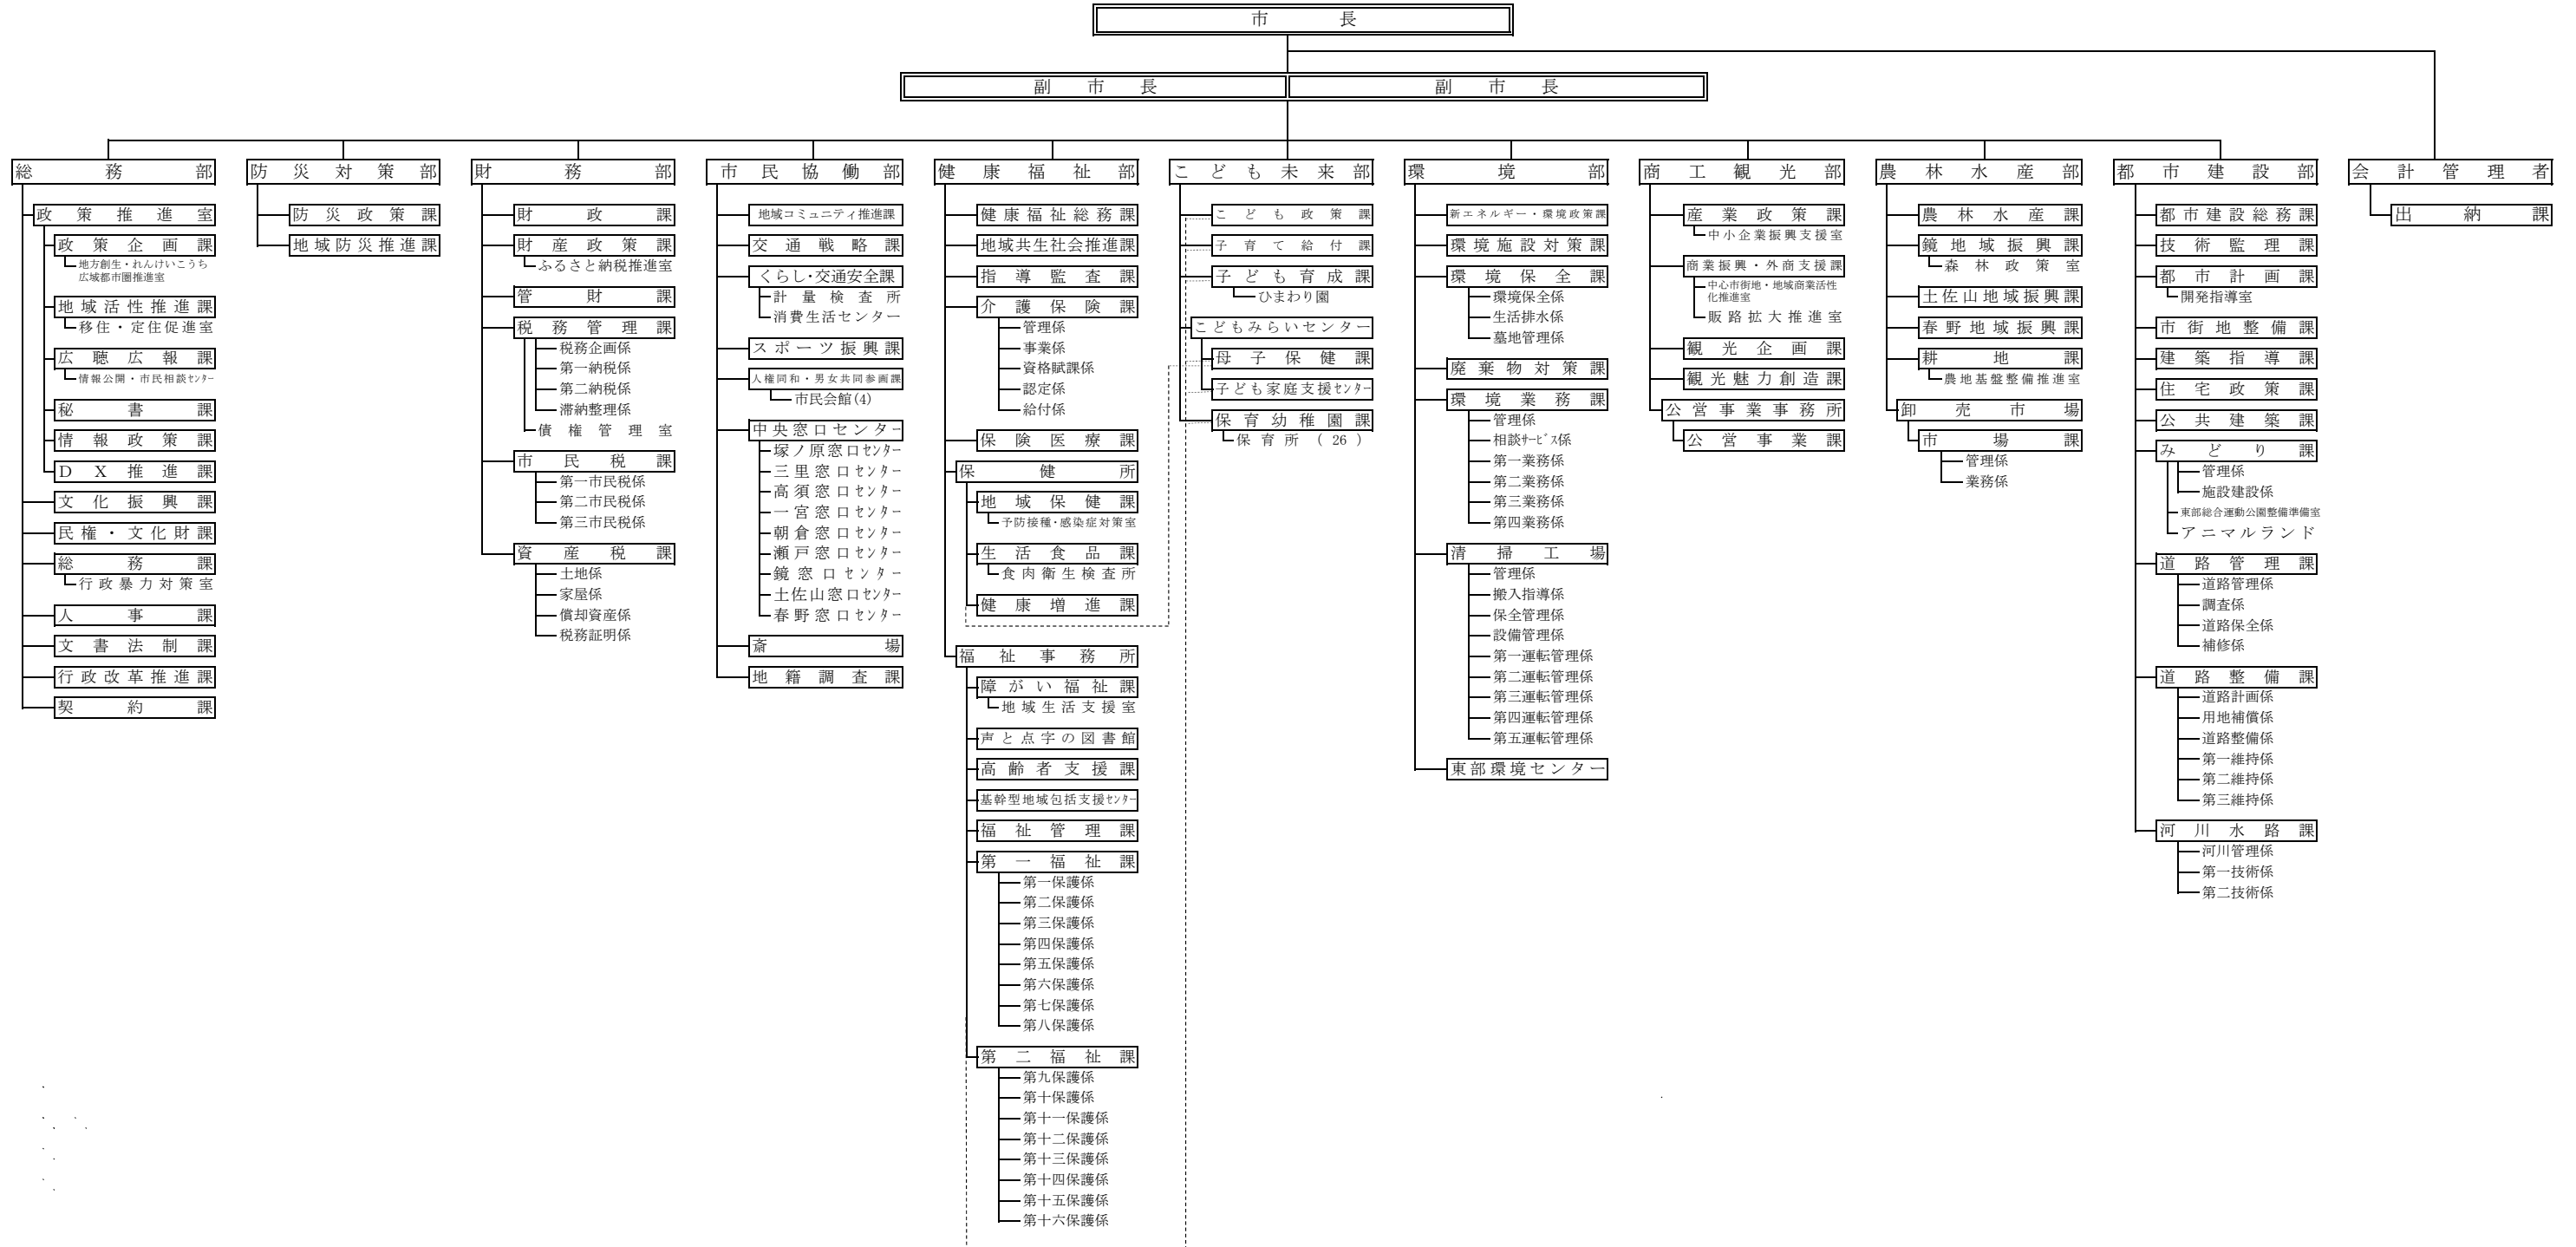 市長
副市長
副市長
総務部
政策推進室
政策企画課
地方創生・れんけいこうち
広域都市圏推進室
地域活性推進課
移住・定住促進室
広聴広報課
情報公開・市民相談ｾﾝﾀｰ
秘書課
情報政策課
ＤＸ推進課
文化振興課
民権・文化財課
総務課
行政暴力対策室
人事課
文書法制課
行政改革推進課
契約課
防災対策部
防災政策課
地域防災推進課
財務部
財政課
財産政策課
ふるさと納税推進室
管財課
税務管理課
税務企画係
第一納税係
第二納税係
滞納整理係
債権管理室
市民税課
第一市民税係
第二市民税係
第三市民税係
資産税課
土地係
家屋係
償却資産係
税務証明係
市民協働部
地域コミュニティ推進課
交通戦略課
くらし・交通安全課
計量検査所
消費生活センター
スポーツ振興課
人権同和・男女共同参画課
市民会館(4)
中央窓口センター
塚ノ原窓口ｾﾝﾀｰ
三里窓口ｾﾝﾀｰ
高須窓口ｾﾝﾀｰ
一宮窓口ｾﾝﾀｰ
朝倉窓口ｾﾝﾀｰ
瀬戸窓口ｾﾝﾀｰ
鏡窓口ｾﾝﾀｰ
土佐山窓口ｾﾝﾀｰ
春野窓口ｾﾝﾀｰ
斎場
地籍調査課
健康福祉部
健康福祉総務課
地域共生社会推進課
指導監査課
介護保険課
管理係
事業係
資格賦課係
認定係
給付係
保険医療課
保健所
地域保健課
予防接種・感染症対策室
生活食品課
食肉衛生検査所
健康増進課
福祉事務所
障がい福祉課
地域生活支援室
声と点字の図書館
高齢者支援課
基幹型地域包括支援ｾﾝﾀｰ
福祉管理課
第一福祉課
第一保護係
第二保護係
第三保護係
第四保護係
第五保護係
第六保護係
第七保護係
第八保護係
第二福祉課
第九保護係
第十保護係
第十一保護係
第十二保護係
第十三保護係
第十四保護係
第十五保護係
第十六保護係
こども未来部
こども政策課
子育て給付課
子ども育成課
ひまわり園
こどもみらいセンター
母子保健課
子ども家庭支援ｾﾝﾀｰ
保育幼稚園課
保育所（26）
環境部
新エネルギー・環境政策課
環境施設対策課
環境保全課
環境保全係
生活排水係
墓地管理係
廃棄物対策課
環境業務課
管理係
相談ｻｰﾋﾞｽ係
第一業務係
第二業務係
第三業務係
第四業務係
清掃工場
管理係
搬入指導係
保全管理係
設備管理係
第一運転管理係
第二運転管理係
第三運転管理係
第四運転管理係
第五運転管理係
東部環境センター
商工観光部
産業政策課
中小企業振興支援室
商業振興・外商支援課
中心市街地・地域商業活性
化推進室
販路拡大推進室
観光企画課
観光魅力創造課
公営事業事務所
公営事業課
農林水産部
農林水産課
鏡地域振興課
森林政策室
土佐山地域振興課
春野地域振興課
耕地課
農地基盤整備推進室
卸売市場
市場課
管理係
業務係
都市建設部
都市建設総務課
技術監理課
都市計画課
開発指導室
市街地整備課
建築指導課
住宅政策課
公共建築課
みどり課
管理係
施設建設係
東部総合運動公園整備準備室
アニマルランド
道路管理課
道路管理係
調査係
道路保全係
補修係
道路整備課
道路計画係
用地補償係
道路整備係
第一維持係
第二維持係
第三維持係
河川水路課
河川管理係
第一技術係
第二技術係
会計管理者
出納課